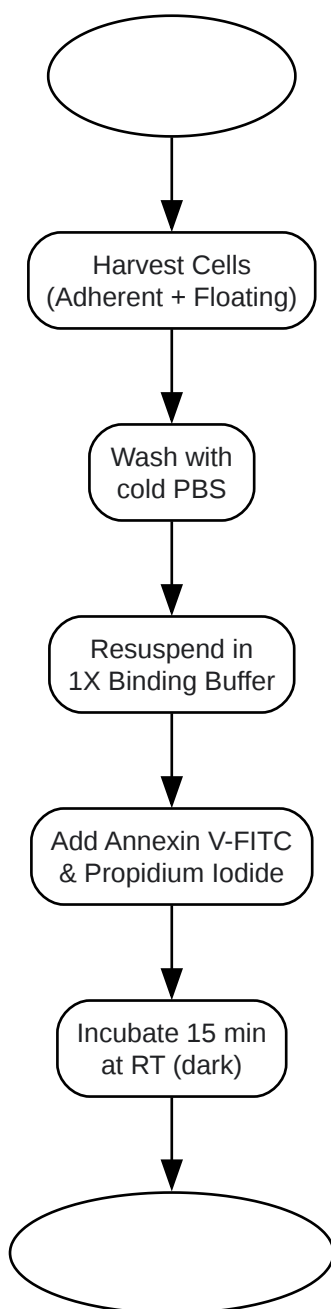 Harvest Cells
(Adherent + Floating)
Wash with
cold PBS
Resuspend in
1X Binding Buffer
Add Annexin V-FITC
& Propidium Iodide
Incubate 15 min
at RT (dark)